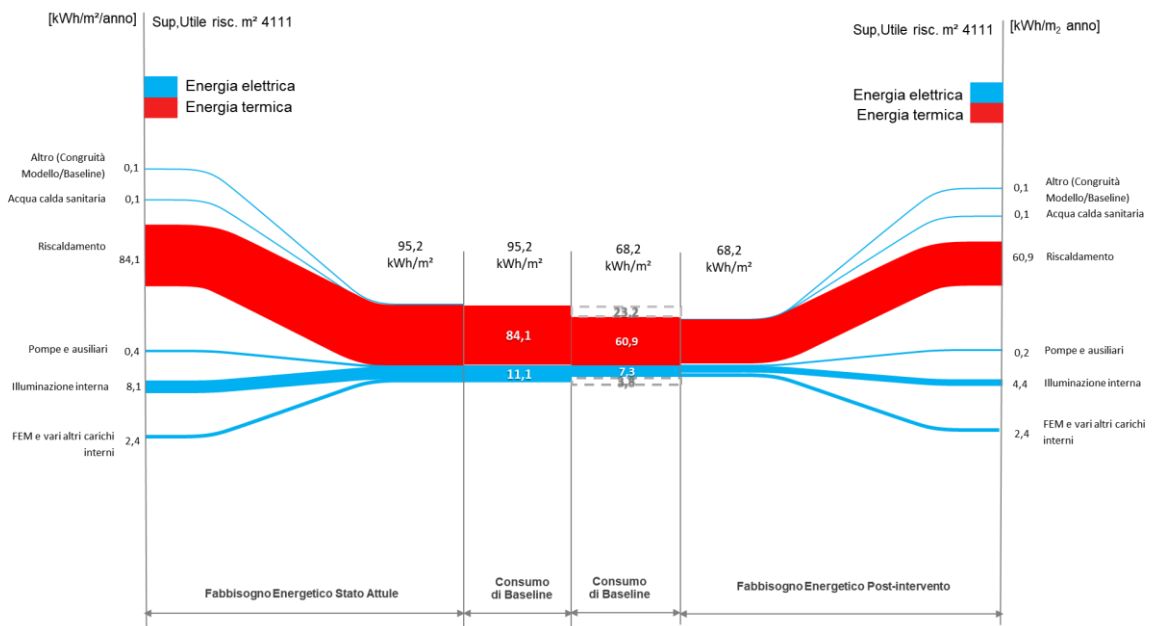 [kWh/m²/anno]
Sup,Utile risc. m² 4111
Sup,Utile risc. m² 4111
[kWh/m₂ anno]
Energia elettrica
Energia termica
Energia elettrica
Energia termica
Altro (Congruità
Modello/Baseline)
0,1
Acqua calda sanitaria
0,1
Riscaldamento
84,1
Pompe e ausiliari
0,4
Illuminazione interna
8,1
FEM e vari altri carichi
interni
2,4
95,2
kWh/m²
95,2
kWh/m²
68,2
kWh/m²
68,2
kWh/m²
84,1
11,1
23,2
60,9
7,3
3,8
0,1
Altro (Congruità
Modello/Baseline)
0,1
Acqua calda sanitaria
60,9
Riscaldamento
0,2
Pompe e ausiliari
4,4
Illuminazione interna
2,4
FEM e vari altri carichi
interni
Fabbisogno Energetico Stato Attule
Consumo
di Baseline
Consumo
di Baseline
Fabbisogno Energetico Post-intervento